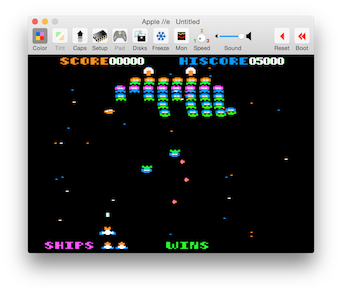 Apple //e Untitled
Color Tint Caps Setup Pad Disks Freeze Mon Speed Sound Reset Boot
SCORE00000 HISCORE05000
SHIPS WINS